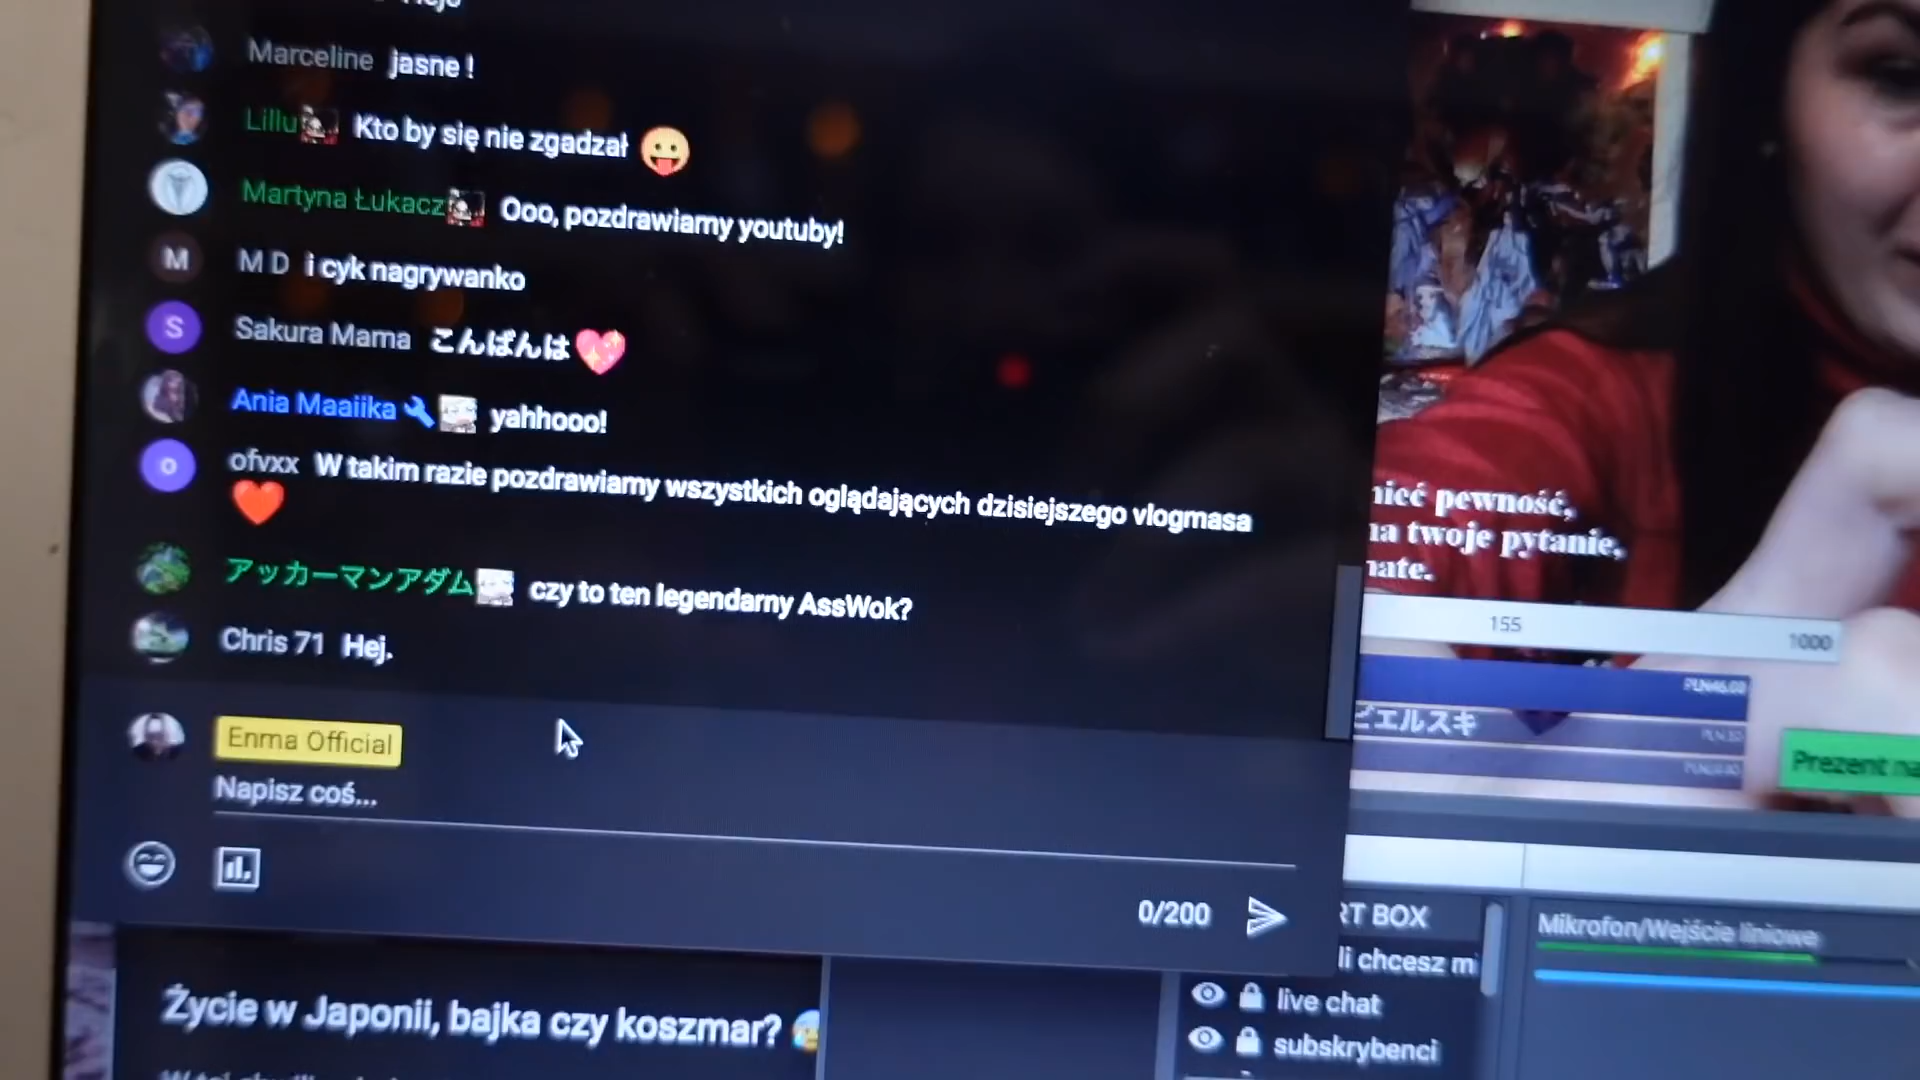 Hejo
Marceline jasne !
Lillu Kto by się nie zgadzał
Martyna Łukacz Ooo, pozdrawiamy youtuby!
M
M D i cyk nagrywanko
S
Sakura Mama こんばんは
Ania Maaiika yahhooo!
o
ofvxx W takim razie pozdrawiamy wszystkich oglądających dzisiejszego vlogmasa
アッカーマンアダム czy to ten legendarny AssWok?
Chris 71 Hej.
Enma Official
Napisz coś...
0/200
Życie w Japonii, bajka czy koszmar?
mieć pewność,
na twoje pytanie,
nate.
155
1000
PLN46.00
ビエルスキ
Prezent na
RT BOX
li chcesz mi
live chat
subskrybenci
Mikrofon/Wejście liniowe